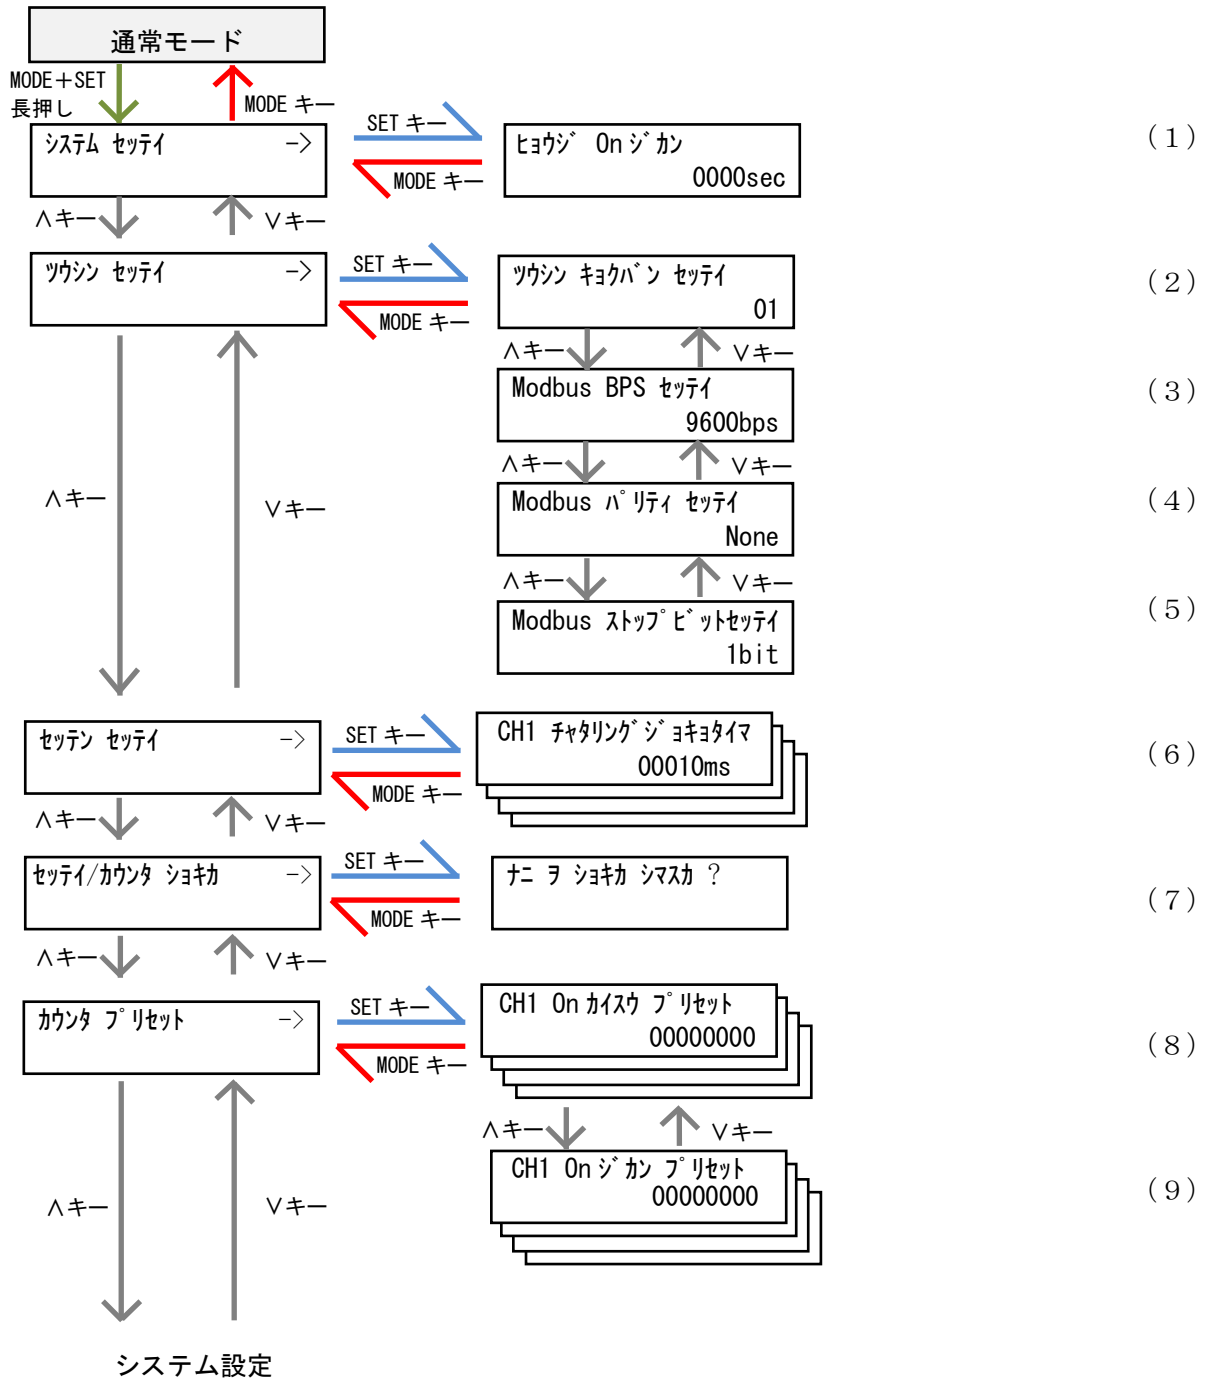 通常モード
MODE＋SET
長押し
MODE キー
ｼｽﾃﾑ ｾｯﾃｲ －>
SET キー
MODE キー
ﾋｮｳｼﾞ Onｼﾞｶﾝ
0000sec
（１）
∧キー
∨キー
ﾂｳｼﾝ ｾｯﾃｲ －>
SET キー
MODE キー
ﾂｳｼﾝ ｷｮｸﾊﾞﾝ ｾｯﾃｲ
01
（２）
∧キー
∨キー
Modbus BPS ｾｯﾃｲ
9600bps
（３）
∧キー
∨キー
Modbus ﾊﾟﾘﾃｨ ｾｯﾃｲ
None
（４）
∧キー
∨キー
∧キー
∨キー
Modbus ｽﾄｯﾌﾟﾋﾞｯﾄｾｯﾃｲ
1bit
（５）
ｾｯﾃﾝ ｾｯﾃｲ －>
SET キー
MODE キー
CH1 ﾁｬﾀﾘﾝｸﾞｼﾞｮｷｮﾀｲﾏ
00010ms
（６）
∧キー
∨キー
ｾｯﾃｲ/ｶｳﾝﾀ ｼｮｷｶ －>
SET キー
MODE キー
ﾅﾆ ｦ ｼｮｷｶ ｼﾏｽｶ ？
（７）
∧キー
∨キー
ｶｳﾝﾀ ﾌﾟﾘｾｯﾄ －>
SET キー
MODE キー
CH1 Onｶｲｽｳ ﾌﾟﾘｾｯﾄ
00000000
（８）
∧キー
∨キー
CH1 Onｼﾞｶﾝ ﾌﾟﾘｾｯﾄ
00000000
（９）
∧キー
∨キー
システム設定